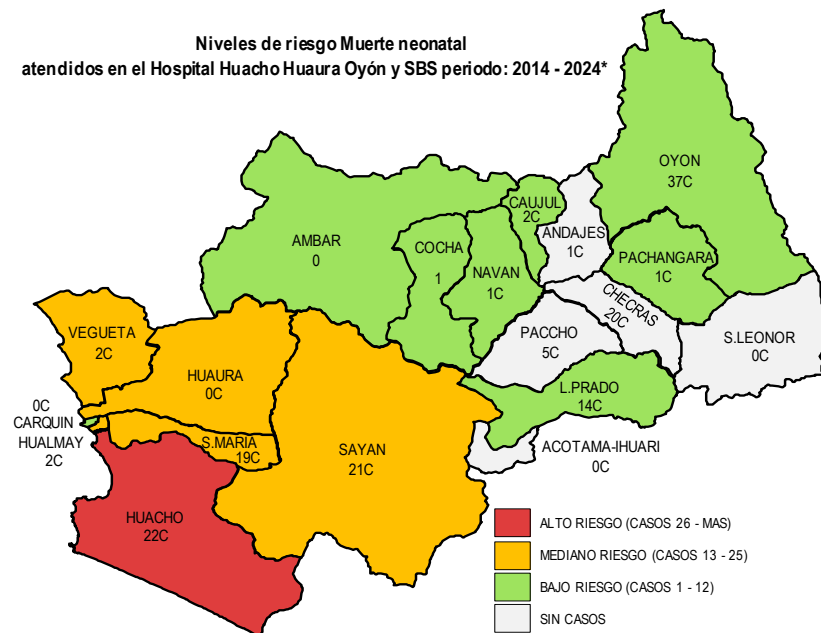 Niveles de riesgo Muerte neonatal
atendidos en el Hospital Huacho Huaura Oyón y SBS periodo: 2014 - 2024*
OYON
37C
CAUJUL
2C
ANDAJES
1C
AMBAR
0
COCHA
1
NAVAN
1C
PACHANGARA
1C
CHECRAS
20C
VEGUETA
2C
PACCHO
5C
S.LEONOR
0C
HUAURA
0C
L.PRADO
14C
0C
CARQUIN
HUALMAY
2C
S.MARIA
19C
SAYAN
21C
ACOTAMA-IHUARI
0C
HUACHO
22C
ALTO RIESGO (CASOS 26 - MAS)
MEDIANO RIESGO (CASOS 13 - 25)
BAJO RIESGO (CASOS 1 - 12)
SIN CASOS